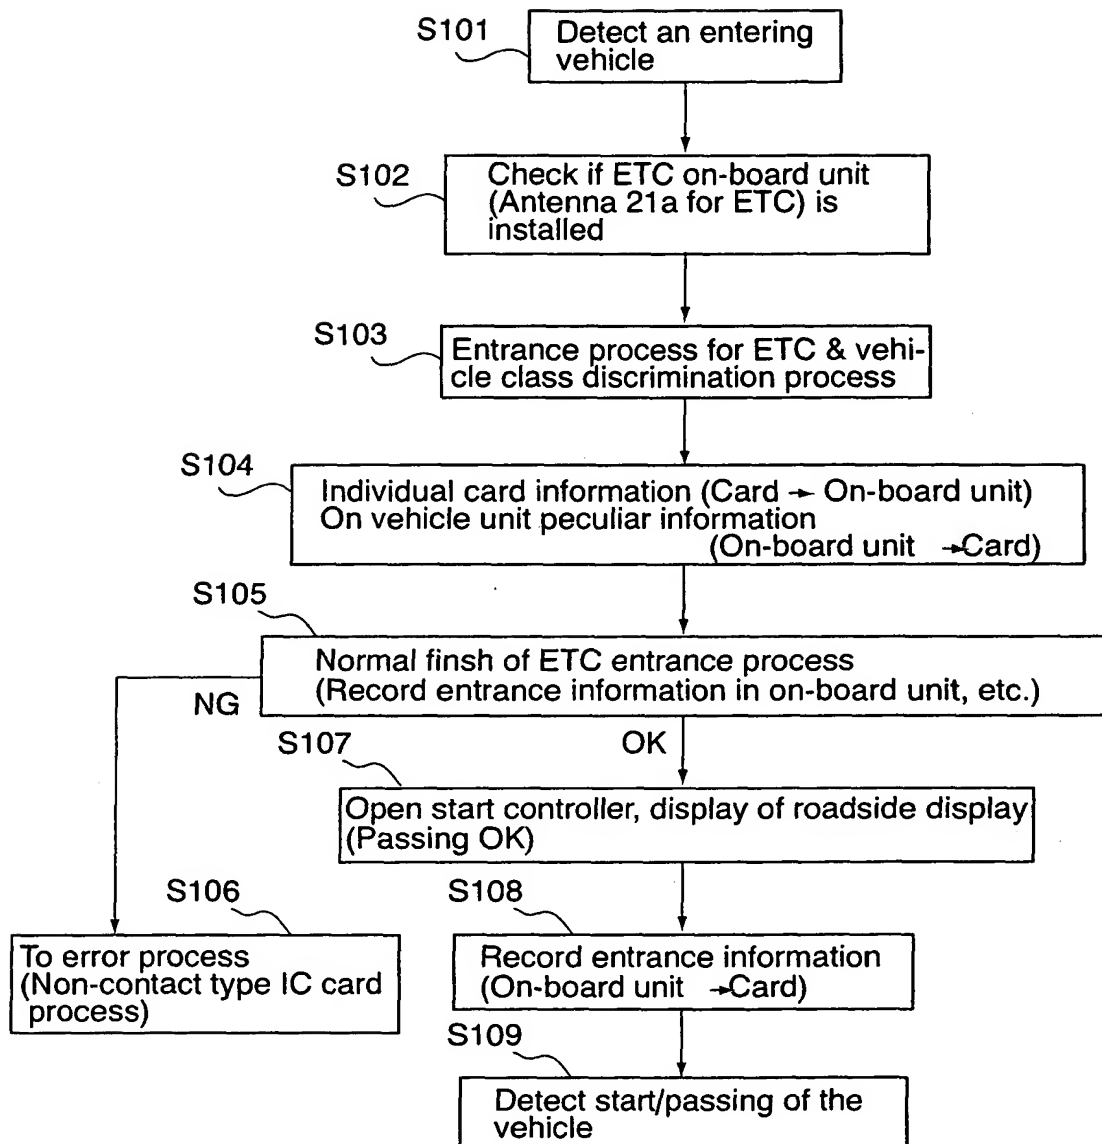 S101
Detect an entering
vehicle
S102
Check if ETC on-board unit
(Antenna 21a for ETC) is
installed
S103
Entrance process for ETC & vehi-
cle class discrimination process
S104
Individual card information (Card → On-board unit)
On vehicle unit peculiar information
(On-board unit →Card)
S105
Normal finsh of ETC entrance process
(Record entrance information in on-board unit, etc.)
NG
OK
S107
Open start controller, display of roadside display
(Passing OK)
S106
To error process
(Non-contact type IC card
process)
S108
Record entrance information
(On-board unit →Card)
S109
Detect start/passing of the
vehicle